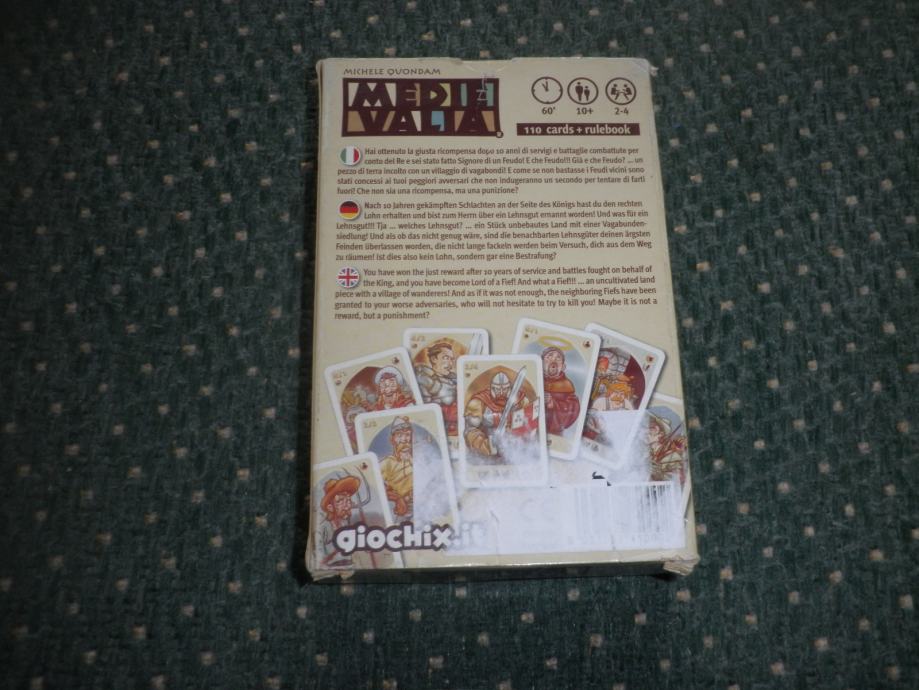 MICHELE QUONDAM
MEDIE
VALIA
60'
10+
2-4
110 cards + rulebook
Hai ottenuto la giusta ricompensa dopo 10 anni di servigi e battaglie combattute per
conto del Re e sei stato fatto Signore di un Feudo! E che Feudo!!! Già e che Feudo? ... un
pezzo di terra incolto con un villaggio di vagabondi! E come se non bastasse i Feudi vicini sono
stati concessi ai tuoi peggiori avversari che non indugeranno un secondo per tentare di farti
fuori! Che non sia una ricompensa, ma una punizione?
Nach 10 Jahren gekämpften Schlachten an der Seite des Königs hast du den rechten
Lohn erhalten und bist zum Herrn über ein Lehnsgut ernannt worden! Und was für ein
Lehnsgut!!! Tja ... welches Lehnsgut? ... ein Stück unbebautes Land mit einer Vagabunden-
siedlung! Und als ob das nicht genug wäre, sind die benachbarten Lehnsgüter deinen ärgsten
Feinden überlassen worden, die nicht lange fackeln werden beim Versuch, dich aus dem Weg
zu räumen! Ist dies also kein Lohn, sondern gar eine Bestrafung?
You have won the just reward after 10 years of service and battles fought on behalf of
the King, and you have become Lord of a Fief! And what a Fief!!! ... an uncultivated land
piece with a village of wanderers! And as if it was not enough, the neighboring Fiefs have been
granted to your worse adversaries, who will not hesitate to try to kill you! Maybe it is not a
reward, but a punishment?
giochix.it